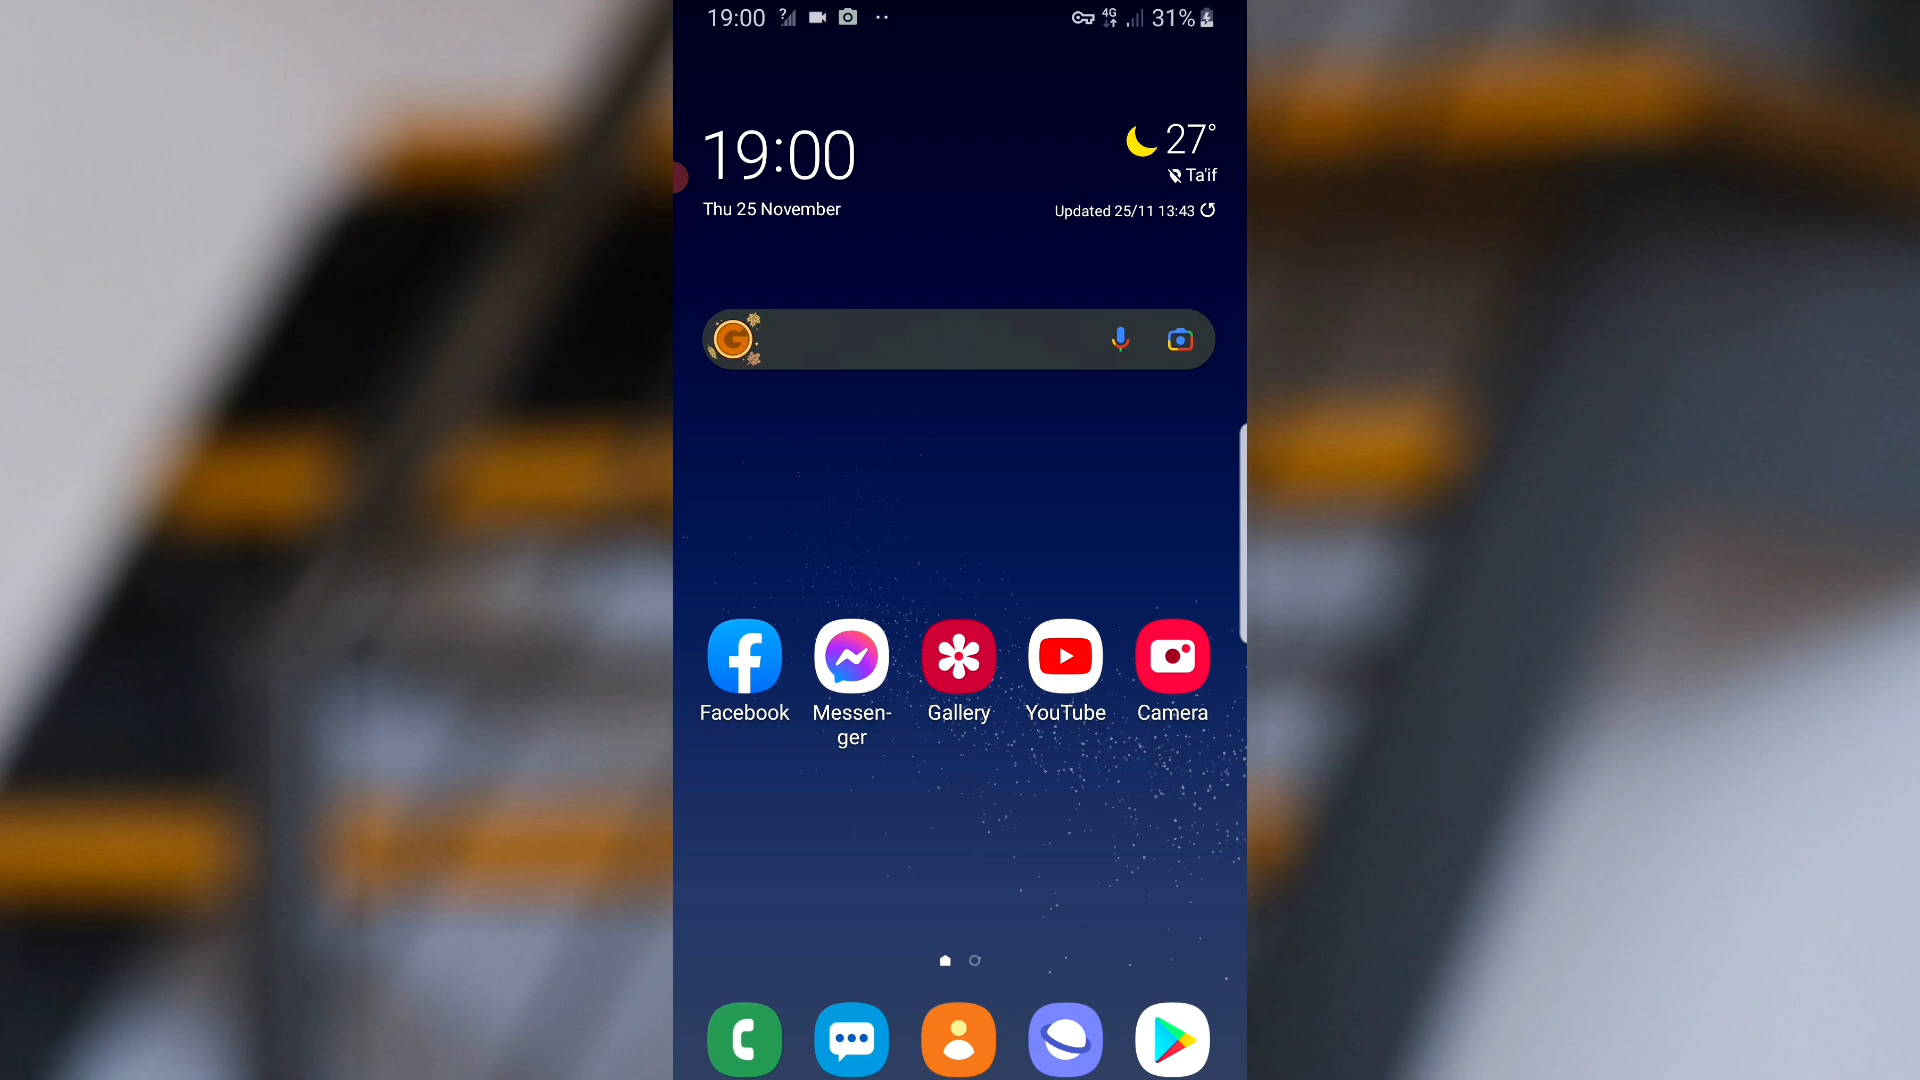 19:00 ? 4G 31%
19:00
27°
Ta'if
Thu 25 November
Updated 25/11 13:43
G
Facebook
Messen-
ger
Gallery
YouTube
Camera